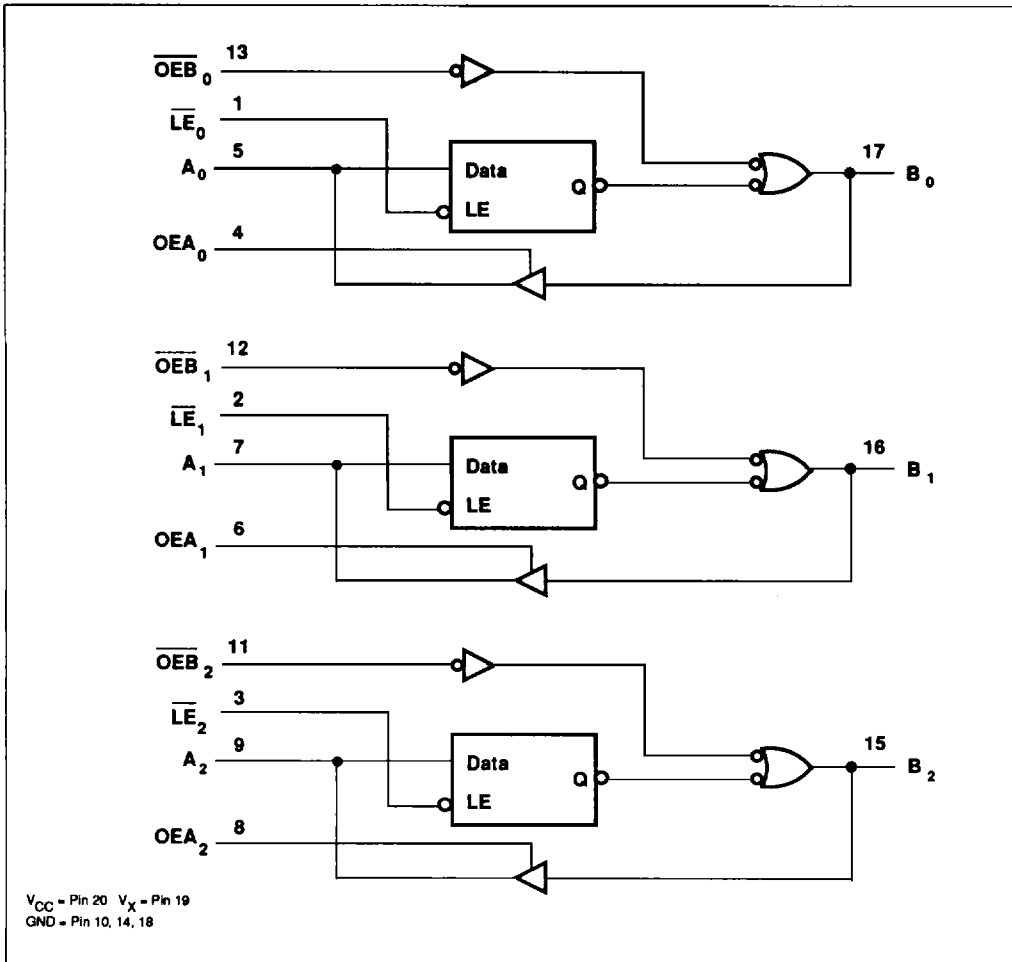 13
OEB0
1
LE0
5
A0
Data
Q
LE
17
B0
4
OEA0
12
OEB1
2
LE1
7
A1
Data
Q
LE
16
B1
6
OEA1
11
OEB2
3
LE2
9
A2
Data
Q
LE
15
B2
8
OEA2
VCC = Pin 20 VX = Pin 19
GND = Pin 10, 14, 18